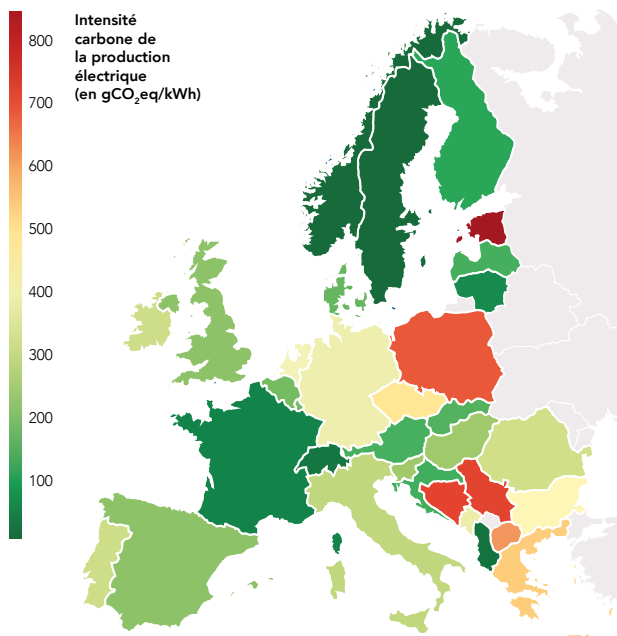 Intensité
carbone de
la production
électrique
(en gCO₂eq/kWh)
800
700
600
500
400
300
200
100